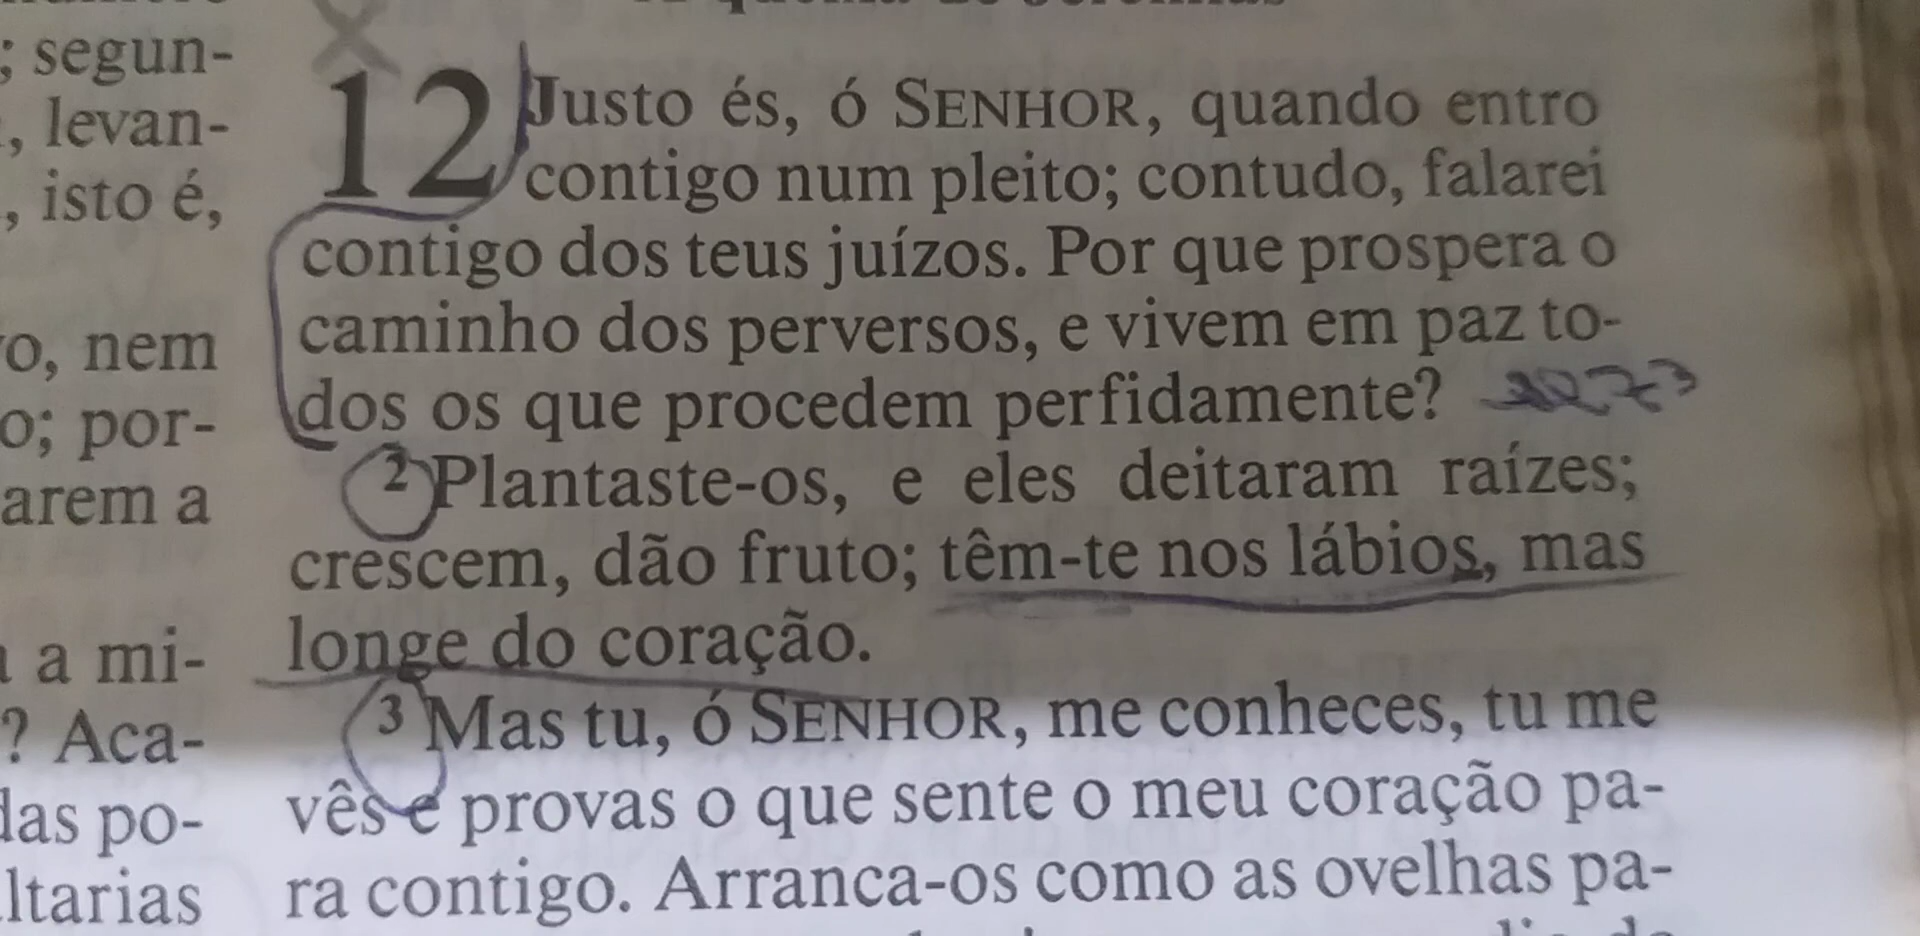 ; segun-
, levan-
, isto é,
o, nem
o; por-
arem a
a mi-
? Aca-
das po-
ltarias
12 Justo és, ó SENHOR, quando entro
contigo num pleito; contudo, falarei
contigo dos teus juízos. Por que prospera o
caminho dos perversos, e vivem em paz to-
dos os que procedem perfidamente?
2 Plantaste-os, e eles deitaram raízes;
crescem, dão fruto; têm-te nos lábios, mas
longe do coração.
3 Mas tu, ó SENHOR, me conheces, tu me
vês e provas o que sente o meu coração pa-
ra contigo. Arranca-os como as ovelhas pa-